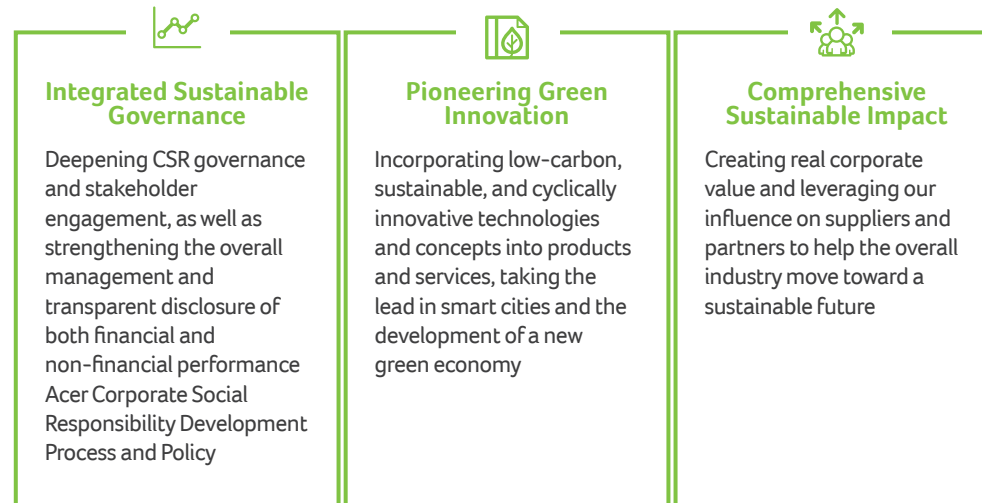 Integrated Sustainable
Governance
Deepening CSR governance
and stakeholder
engagement, as well as
strengthening the overall
management and
transparent disclosure of
both financial and
non-financial performance
Acer Corporate Social
Responsibility Development
Process and Policy
Pioneering Green
Innovation
Incorporating low-carbon,
sustainable, and cyclically
innovative technologies
and concepts into products
and services, taking the
lead in smart cities and the
development of a new
green economy
Comprehensive
Sustainable Impact
Creating real corporate
value and leveraging our
influence on suppliers and
partners to help the overall
industry move toward a
sustainable future